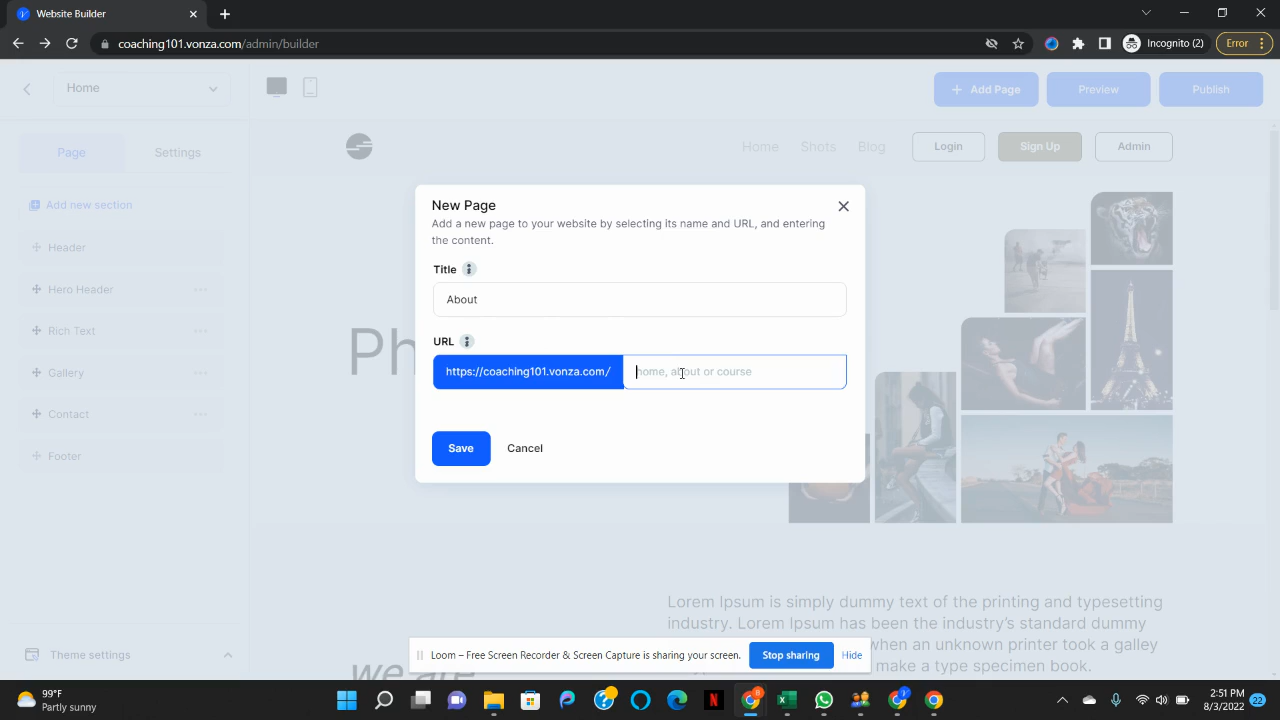 Website Builder
coaching101.vonza.com/admin/builder
Incognito (2)
Error
Home
Add Page
Preview
Publish
Page
Settings
Home
Shots
Blog
Login
Sign Up
Admin
Add new section
Header
Hero Header
Rich Text
Gallery
Contact
Footer
Theme settings
Ph
New Page
Add a new page to your website by selecting its name and URL, and entering
the content.
Title
About
URL
https://coaching101.vonza.com/
home, about or course
Save
Cancel
Lorem Ipsum is simply dummy text of the printing and typesetting
industry. Lorem Ipsum has been the industry's standard dummy
when an unknown printer took a galley
make a type specimen book.
we are
Loom – Free Screen Recorder & Screen Capture is sharing your screen.
Stop sharing
Hide
99°F
Partly sunny
8
2:51 PM
8/3/2022
22